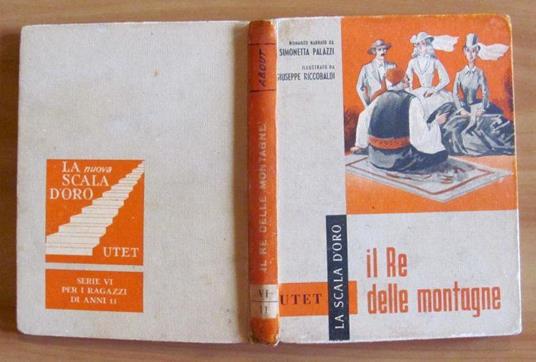 LA nuova
SCALA
D'ORO
UTET
SERIE VI
PER I RAGAZZI
DI ANNI 11
ABOUT
IL RE DELLE MONTAGNE
VI
11
ROMANZO NARRATO DA
SIMONETTA PALAZZI
ILLUSTRATO DA
GIUSEPPE RICCOBALDI
UTET
LA SCALA D'ORO
il Re
delle montagne